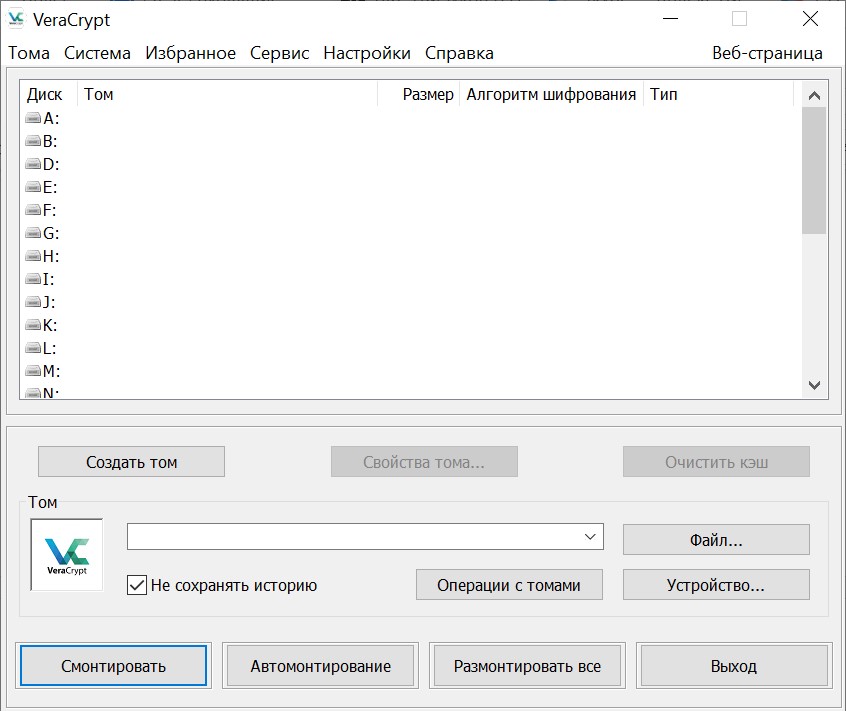 VeraCrypt
Тома Система Избранное Сервис Настройки Справка Веб-страница
Диск Том Размер Алгоритм шифрования Тип
A:
B:
D:
E:
F:
G:
H:
I:
J:
K:
L:
M:
N:
Создать том Свойства тома... Очистить кэш
Том
VeraCrypt
Файл...
Не сохранять историю Операции с томами Устройство...
Смонтировать Автомонтирование Размонтировать все Выход